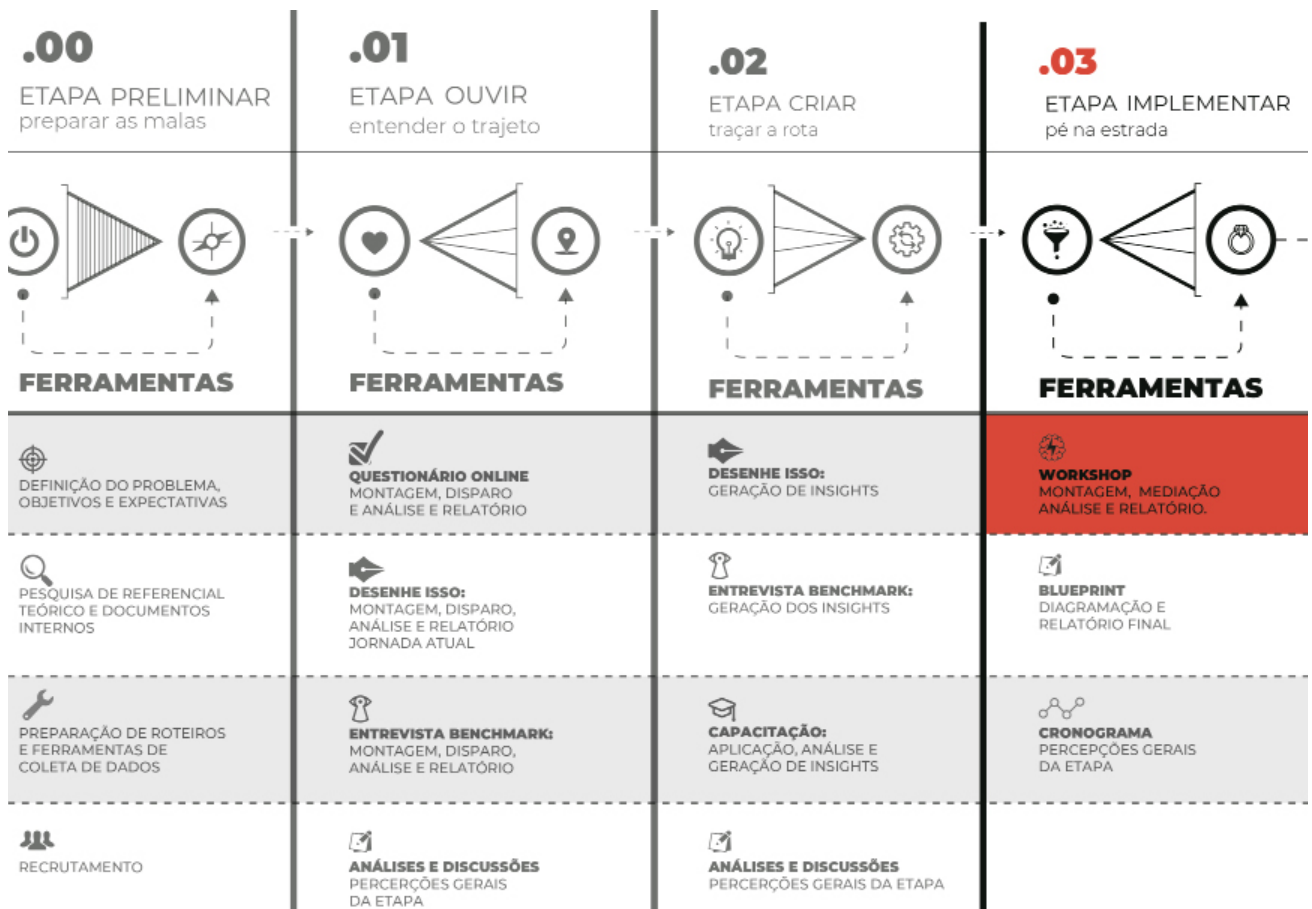 .00
ETAPA PRELIMINAR
preparar as malas
FERRAMENTAS
DEFINIÇÃO DO PROBLEMA,
OBJETIVOS E EXPECTATIVAS
PESQUISA DE REFERENCIAL
TEÓRICO E DOCUMENTOS
INTERNOS
PREPARAÇÃO DE ROTEIROS
E FERRAMENTAS DE
COLETA DE DADOS
RECRUTAMENTO
.01
ETAPA OUVIR
entender o trajeto
FERRAMENTAS
QUESTIONÁRIO ONLINE
MONTAGEM, DISPARO
E ANÁLISE E RELATÓRIO
DESENHE ISSO:
MONTAGEM, DISPARO,
ANÁLISE E RELATÓRIO
JORNADA ATUAL
ENTREVISTA BENCHMARK:
MONTAGEM, DISPARO,
ANÁLISE E RELATÓRIO
ANÁLISES E DISCUSSÕES
PERCERÇÕES GERAIS
DA ETAPA
.02
ETAPA CRIAR
traçar a rota
FERRAMENTAS
DESENHE ISSO:
GERAÇÃO DE INSIGHTS
ENTREVISTA BENCHMARK:
GERAÇÃO DOS INSIGHTS
CAPACITAÇÃO:
APLICAÇÃO, ANÁLISE E
GERAÇÃO DE INSIGHTS
ANÁLISES E DISCUSSÕES
PERCERÇÕES GERAIS DA ETAPA
.03
ETAPA IMPLEMENTAR
pé na estrada
FERRAMENTAS
WORKSHOP
MONTAGEM, MEDIAÇÃO
ANÁLISE E RELATÓRIO.
BLUEPRINT
DIAGRAMAÇÃO E
RELATÓRIO FINAL
CRONOGRAMA
PERCEPÇÕES GERAIS
DA ETAPA